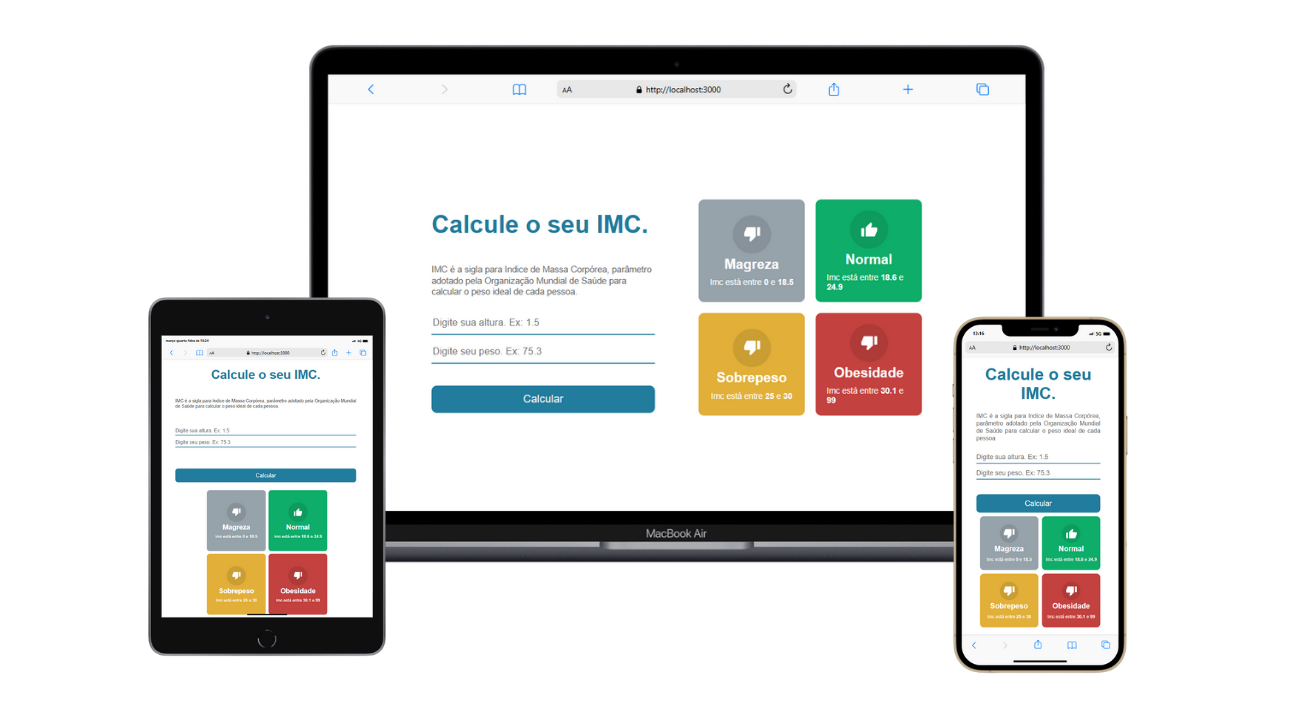 AA
http://localhost:3000
Calcule o seu IMC.
IMC é a sigla para Indice de Massa Corpórea, parâmetro
adotado pela Organização Mundial de Saúde para
calcular o peso ideal de cada pessoa.
Digite sua altura. Ex: 1.5
Digite seu peso. Ex: 75.3
Calcular
Magreza
Imc está entre 0 e 18.5
Normal
Imc está entre 18.6 e
24.9
Sobrepeso
Imc está entre 25 e 30
Obesidade
Imc está entre 30.1 e
99
MacBook Air
AA
http://localhost:3000
Calcule o seu IMC.
IMC é a sigla para Indice de Massa Corpórea, parâmetro adotado pela Organização Mundial
de Saúde para calcular o peso ideal de cada pessoa.
Digite sua altura. Ex: 1.5
Digite seu peso. Ex: 75.3
Calcular
Magreza
Imc está entre 0 e 18.5
Normal
Imc está entre 18.6 e 24.9
Sobrepeso
Imc está entre 25 e 30
Obesidade
Imc está entre 30.1 e 99
5G
AA
http://localhost:3000
Calcule o seu
IMC.
IMC é a sigla para Indice de Massa Corpórea,
parâmetro adotado pela Organização Mundial
de Saúde para calcular o peso ideal de cada
pessoa.
Digite sua altura. Ex: 1.5
Digite seu peso. Ex: 75.3
Calcular
Magreza
Imc está entre 0 e 18.5
Normal
Imc está entre 18.6 e 24.9
Sobrepeso
Imc está entre 25 e 30
Obesidade
Imc está entre 30.1 e 99